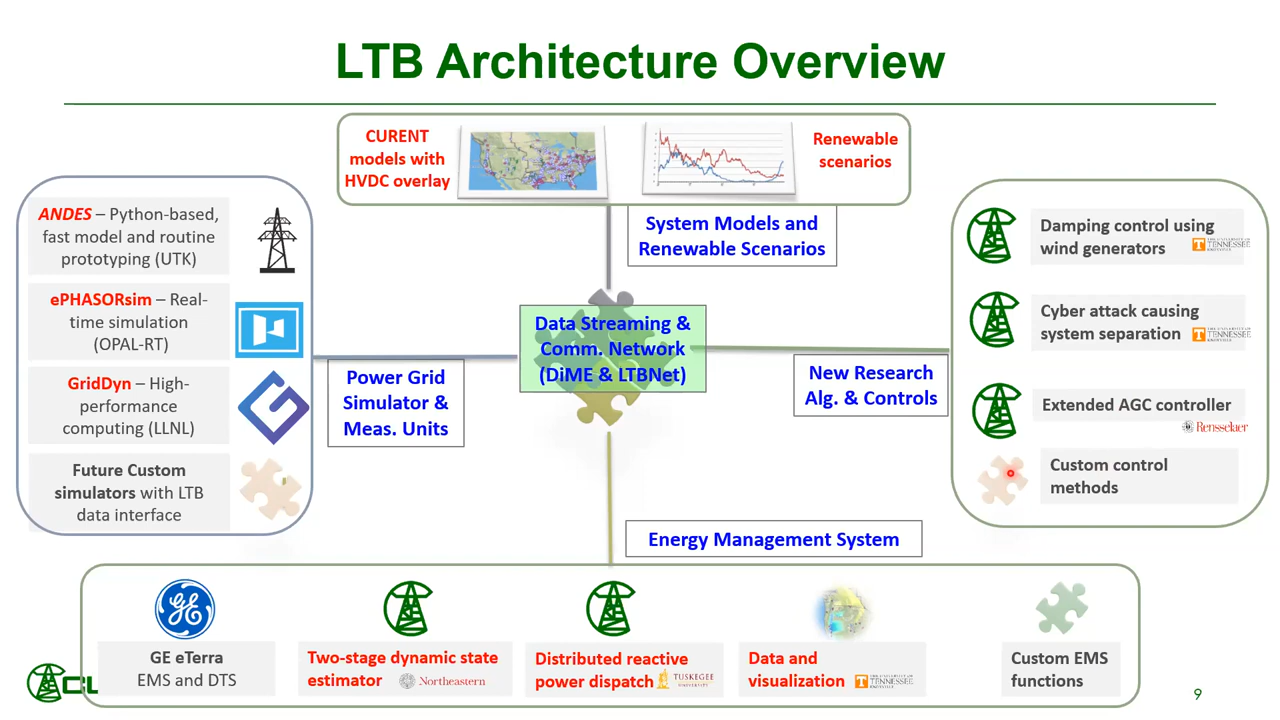 LTB Architecture Overview
CURENT
models with
HVDC overlay
Renewable
scenarios
System Models and
Renewable Scenarios
ANDES – Python-based,
fast model and routine
prototyping (UTK)
ePHASORsim – Real-
time simulation
(OPAL-RT)
GridDyn – High-
performance
computing (LLNL)
Future Custom
simulators with LTB
data interface
Power Grid
Simulator &
Meas. Units
Data Streaming &
Comm. Network
(DiME & LTBNet)
New Research
Alg. & Controls
Damping control using
wind generators
TENNESSEE
Cyber attack causing
system separation
TENNESSEE
Extended AGC controller
Rensselaer
Custom control
methods
Energy Management System
GE
GE eTerra
EMS and DTS
Two-stage dynamic state
estimator
Northeastern
Distributed reactive
power dispatch
TUSKEGEE
UNIVERSITY
Data and
visualization
TENNESSEE
Custom EMS
functions
9